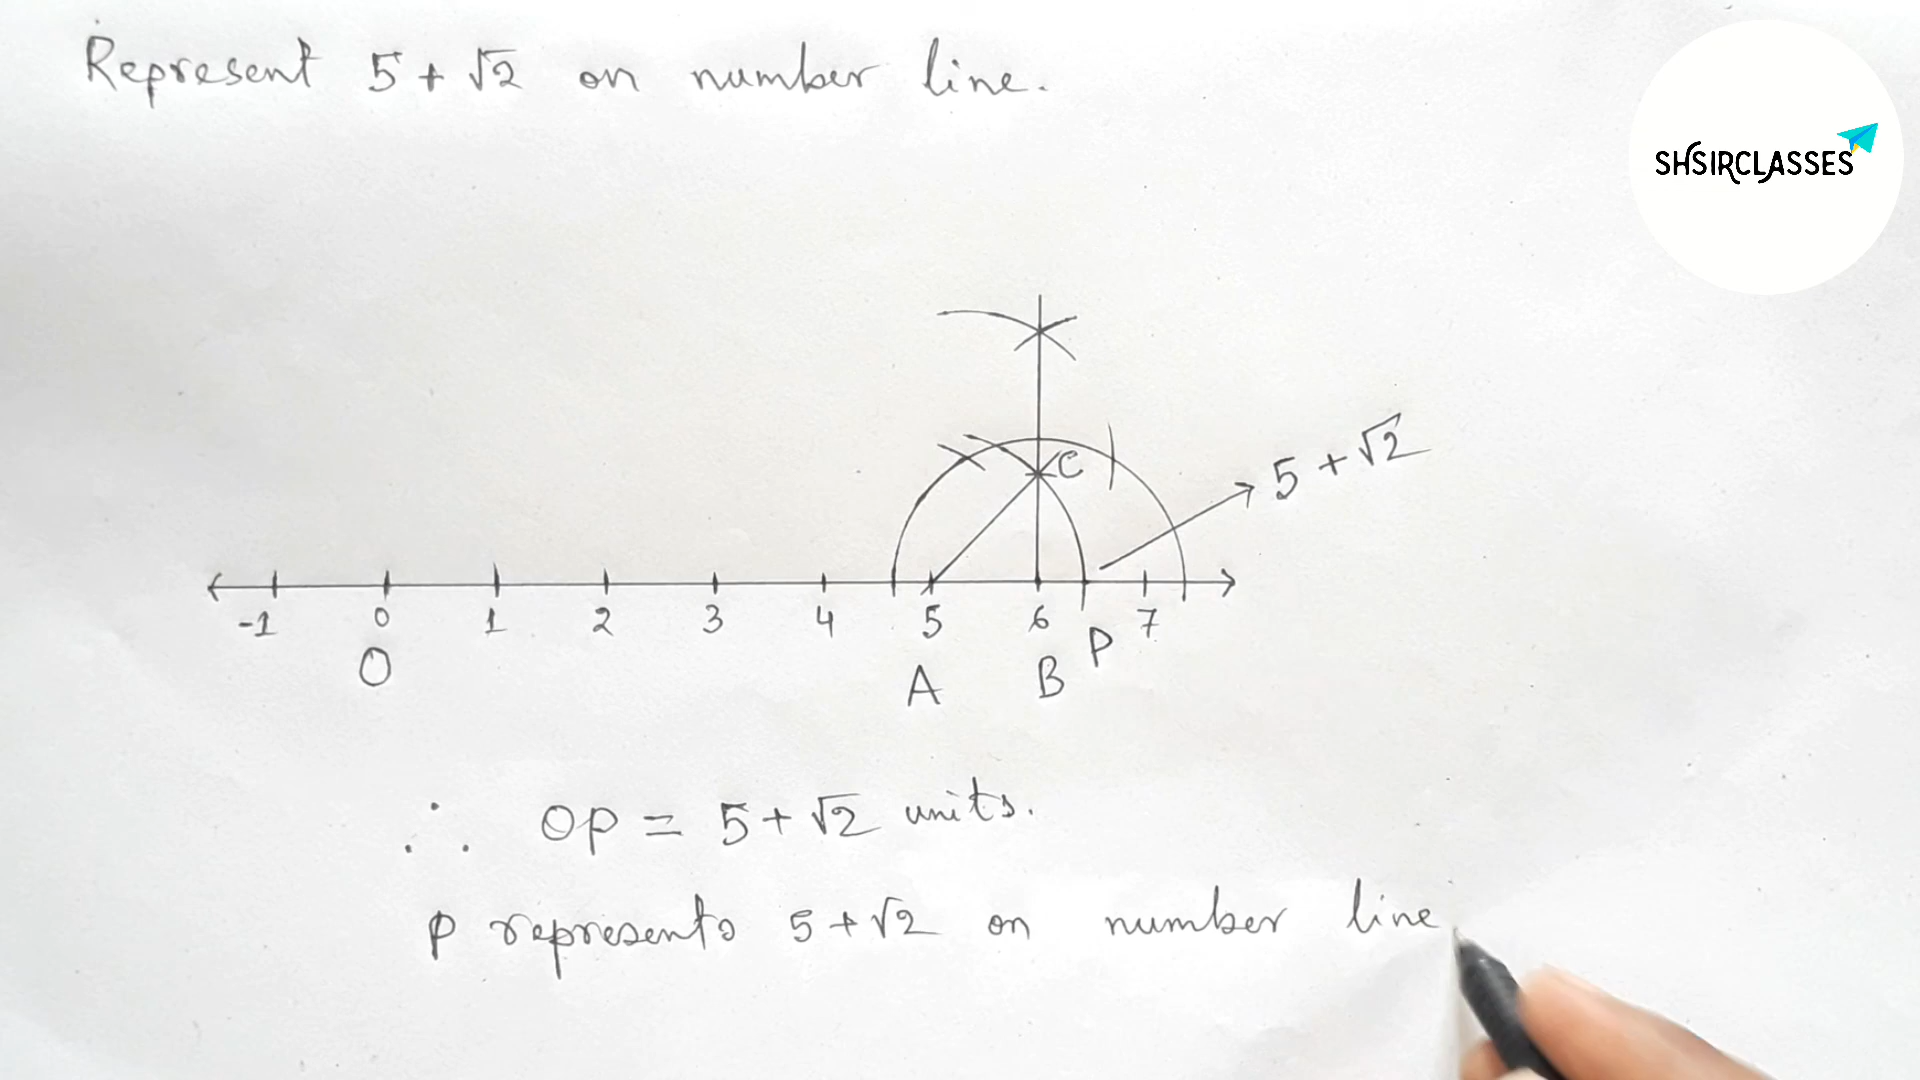 Represent 5 + √2 on number line.
SHSIRCLASSES
C
5 + √2
-1 0 1 2 3 4 5 6 7
O A B P
∴ OP = 5 + √2 units.
P represents 5 + √2 on number line